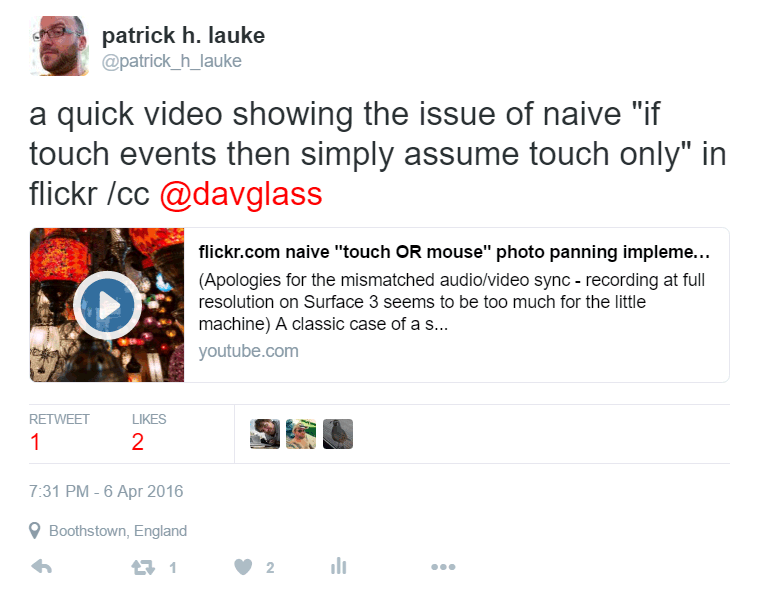 patrick h. lauke
@patrick_h_lauke
a quick video showing the issue of naive "if
touch events then simply assume touch only" in
flickr /cc @davglass
flickr.com naive "touch OR mouse" photo panning impleme...
(Apologies for the mismatched audio/video sync - recording at full
resolution on Surface 3 seems to be too much for the little
machine) A classic case of a s...
youtube.com
RETWEET LIKES
1 2
7:31 PM - 6 Apr 2016
Boothstown, England
1 2